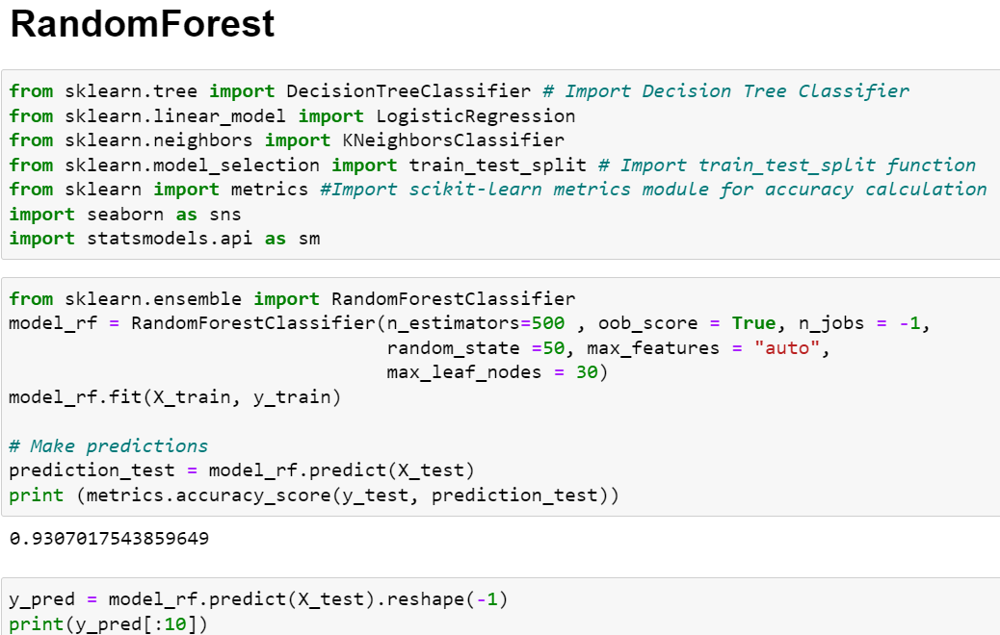 RandomForest
from sklearn.tree import DecisionTreeClassifier # Import Decision Tree Classifier
from sklearn.linear_model import LogisticRegression
from sklearn.neighbors import KNeighborsClassifier
from sklearn.model_selection import train_test_split # Import train_test_split function
from sklearn import metrics #Import scikit-learn metrics module for accuracy calculation
import seaborn as sns
import statsmodels.api as sm
from sklearn.ensemble import RandomForestClassifier
model_rf = RandomForestClassifier(n_estimators=500 , oob_score = True, n_jobs = -1,
                                  random_state =50, max_features = "auto",
                                  max_leaf_nodes = 30)
model_rf.fit(X_train, y_train)
# Make predictions
prediction_test = model_rf.predict(X_test)
print (metrics.accuracy_score(y_test, prediction_test))
0.9307017543859649
y_pred = model_rf.predict(X_test).reshape(-1)
print(y_pred[:10])